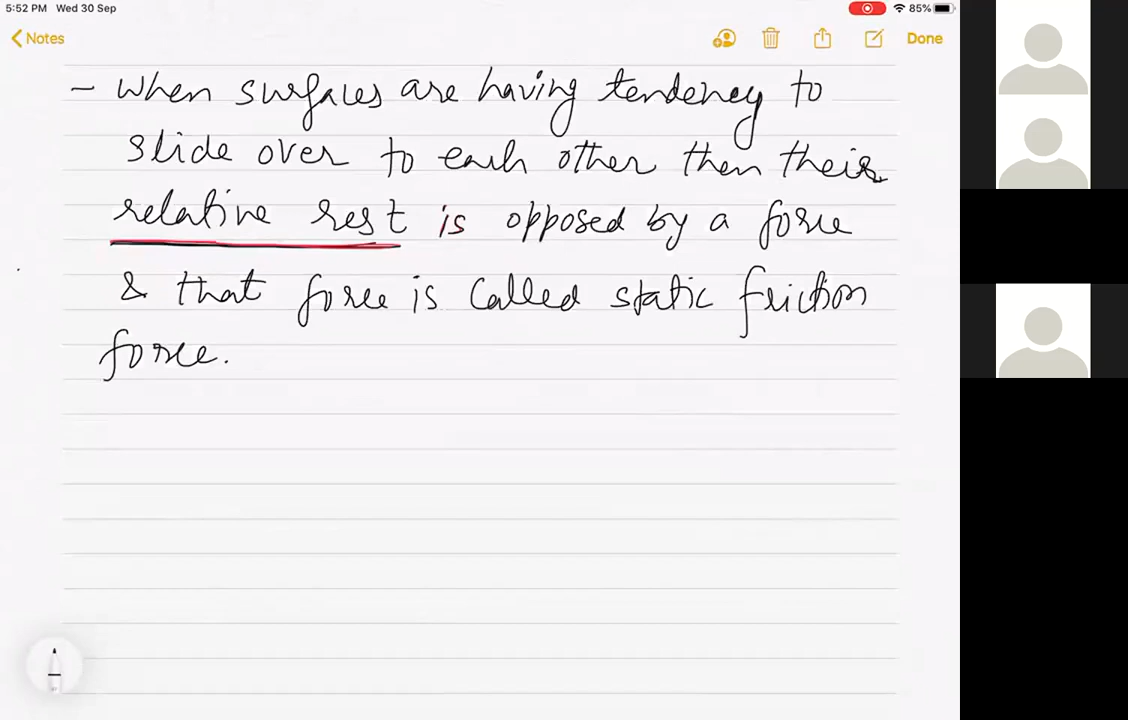 5:52 PM Wed 30 Sep 85%
Notes Done
- When surfaces are having tendency to
slide over to each other then their
relative rest is opposed by a force
& that force is called static friction
force.